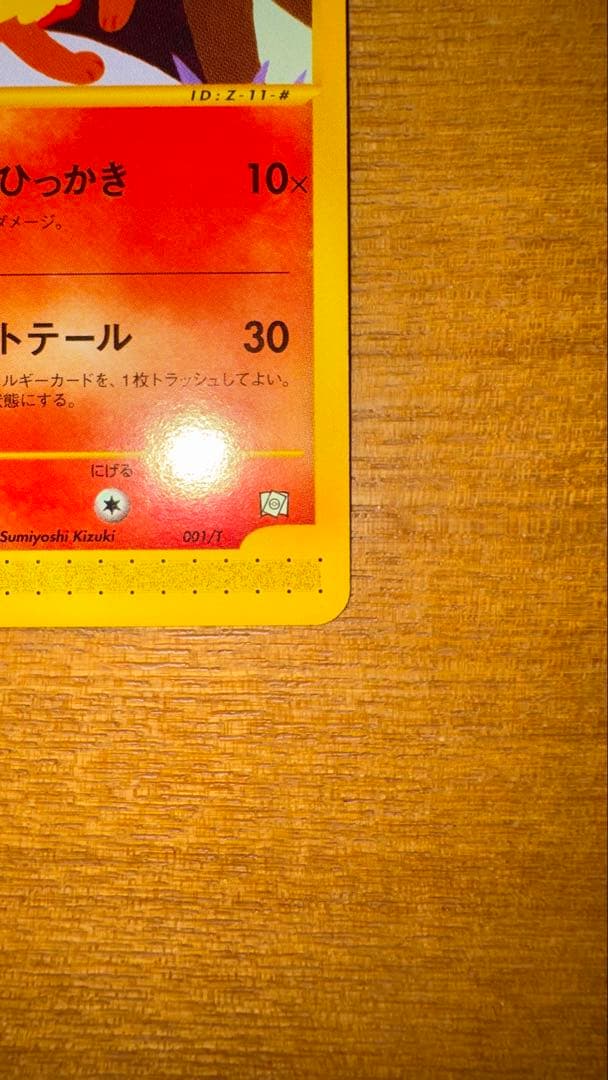 ID:Z-11-#
ひっかき 10×
ダメージ。
トテール 30
ルギーカードを、1枚トラッシュしてよい。
態にする。
にげる
Sumiyoshi Kizuki 001/T